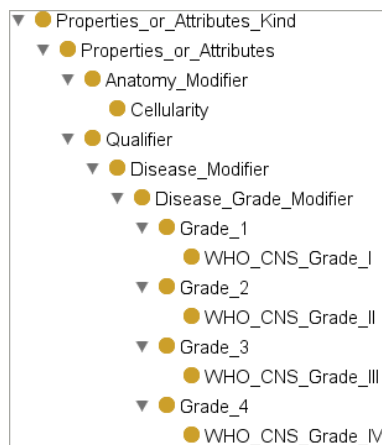 Properties_or_Attributes_Kind
Properties_or_Attributes
Anatomy_Modifier
Cellularity
Qualifier
Disease_Modifier
Disease_Grade_Modifier
Grade_1
WHO_CNS_Grade_I
Grade_2
WHO_CNS_Grade_II
Grade_3
WHO_CNS_Grade_III
Grade_4
WHO_CNS_Grade_IV